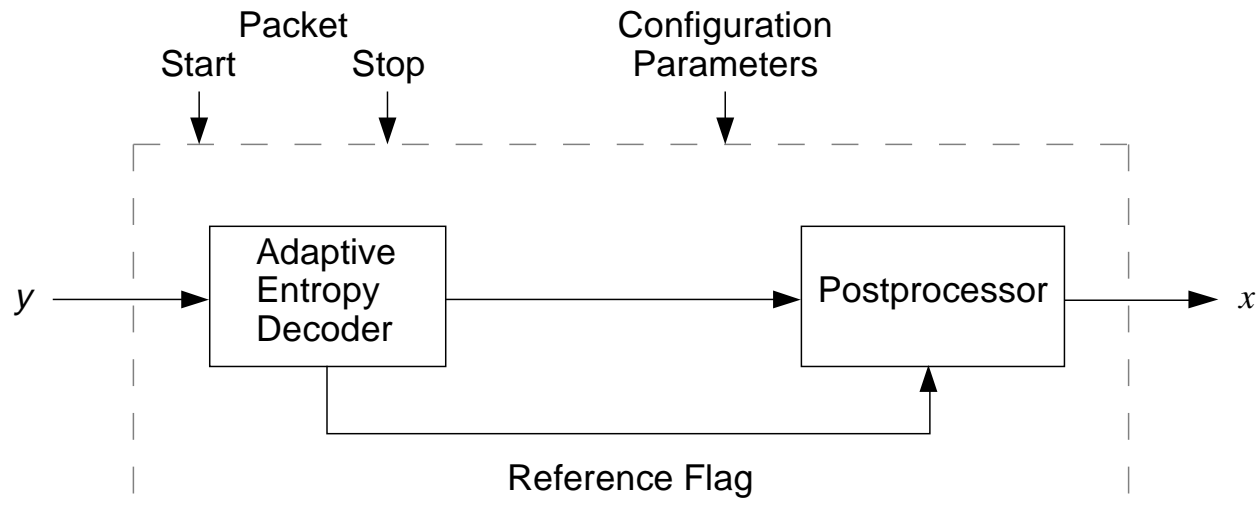 Packet
Start Stop
Configuration
Parameters
y
Adaptive
Entropy
Decoder
Postprocessor
x
Reference Flag